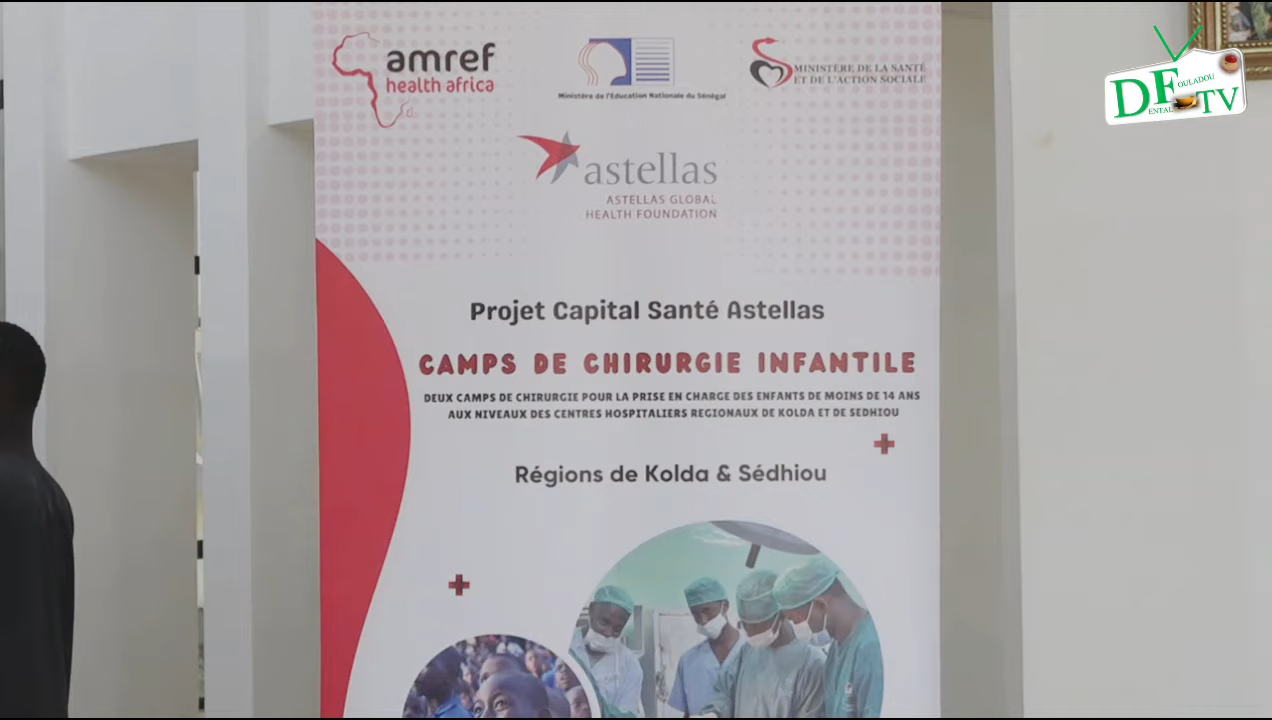 amref
health africa
Ministère de l'Education Nationale du Sénégal
MINISTÈRE DE LA SANTÉ
ET DE L'ACTION SOCIALE
DF OULADOU
ENTAL TV
astellas
ASTELLAS GLOBAL
HEALTH FOUNDATION
Projet Capital Santé Astellas
CAMPS DE CHIRURGIE INFANTILE
DEUX CAMPS DE CHIRURGIE POUR LA PRISE EN CHARGE DES ENFANTS DE MOINS DE 14 ANS
AUX NIVEAUX DES CENTRES HOSPITALIERS REGIONAUX DE KOLDA ET DE SEDHIOU
Régions de Kolda & Sédhiou